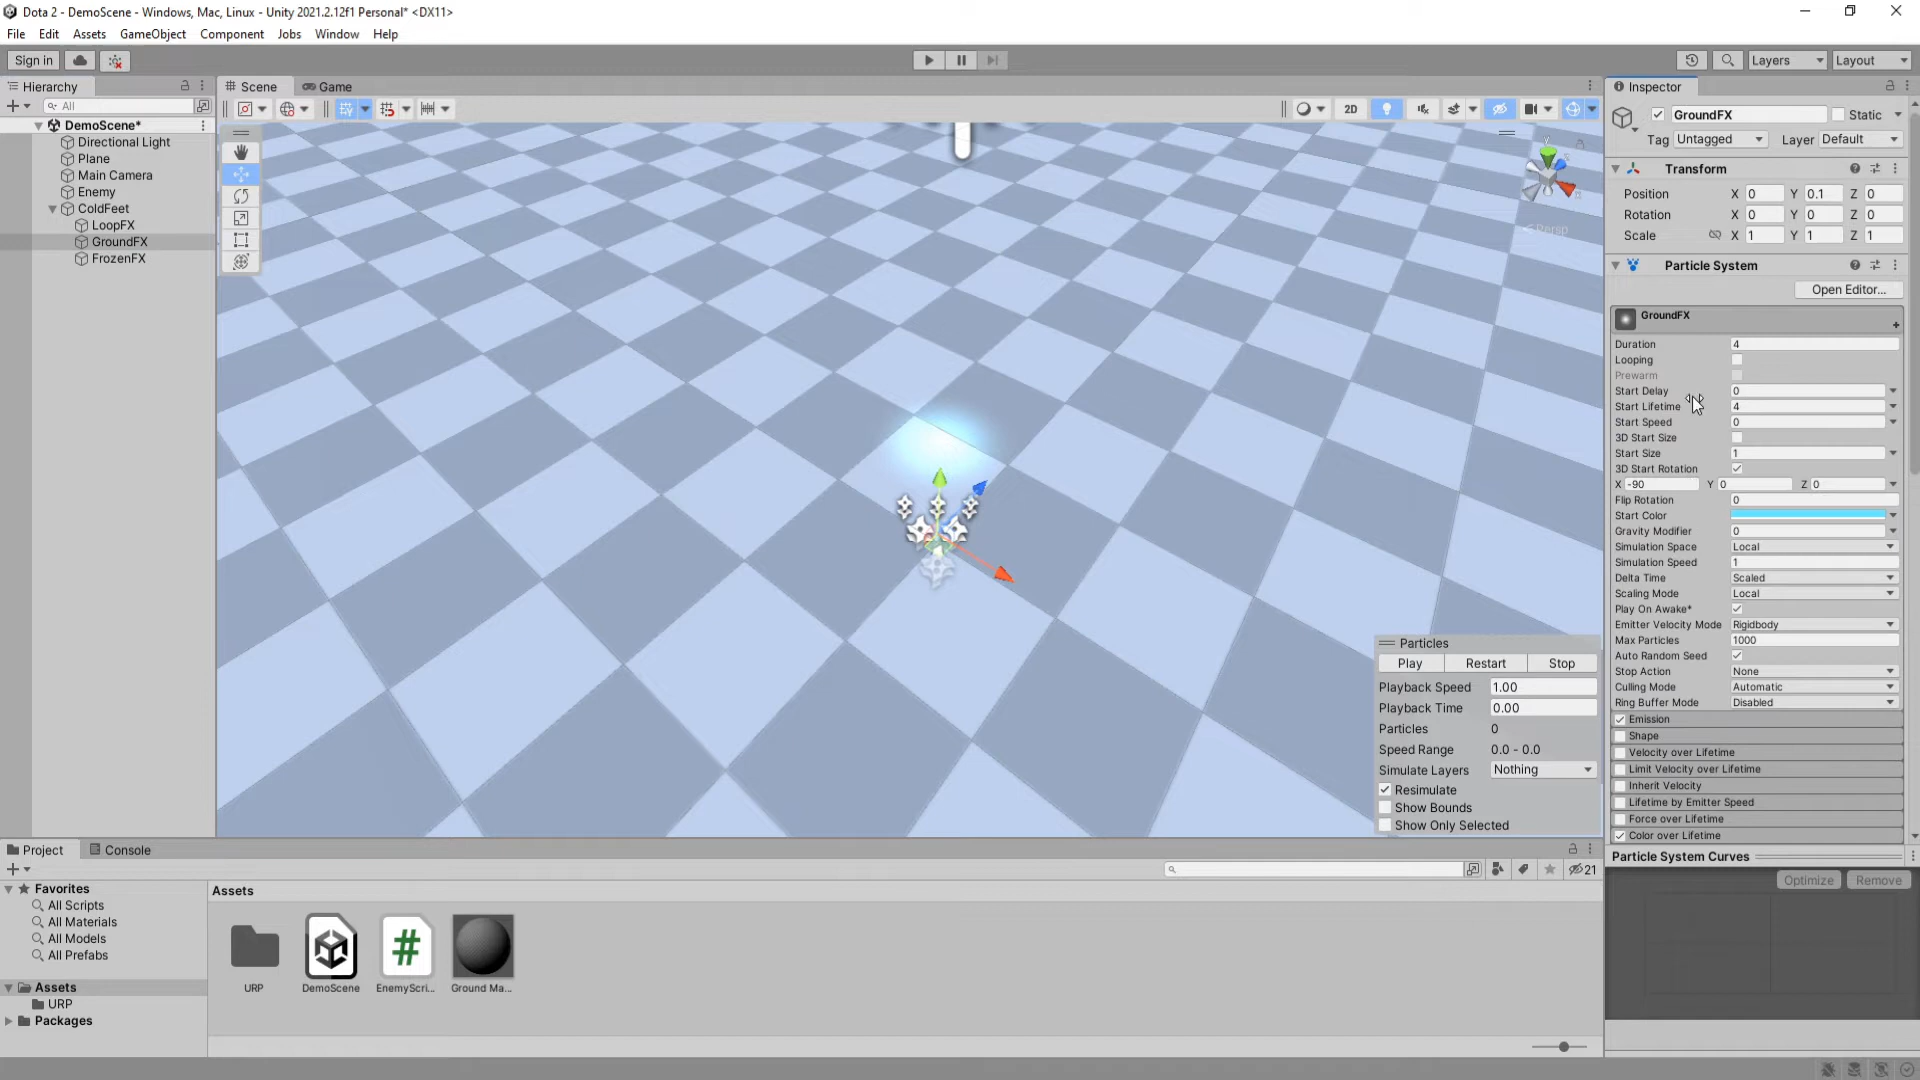 Dota 2 - DemoScene - Windows, Mac, Linux - Unity 2021.2.12f1 Personal* <DX11>
File Edit Assets GameObject Component Jobs Window Help
Sign in
Layers Layout
Hierarchy
Scene Game
Inspector
All
2D
DemoScene*
Directional Light
Plane
Main Camera
Enemy
ColdFeet
LoopFX
GroundFX
FrozenFX
Persp
GroundFX Static
Tag Untagged Layer Default
Transform
Position X 0 Y 0.1 Z 0
Rotation X 0 Y 0 Z 0
Scale X 1 Y 1 Z 1
Particle System
Open Editor...
GroundFX
Duration 4
Looping
Prewarm
Start Delay 0
Start Lifetime 4
Start Speed 0
3D Start Size
Start Size 1
3D Start Rotation
X -90 Y 0 Z 0
Flip Rotation 0
Start Color
Gravity Modifier 0
Simulation Space Local
Simulation Speed 1
Delta Time Scaled
Scaling Mode Local
Play On Awake*
Emitter Velocity Mode Rigidbody
Max Particles 1000
Auto Random Seed
Stop Action None
Culling Mode Automatic
Ring Buffer Mode Disabled
Emission
Shape
Velocity over Lifetime
Limit Velocity over Lifetime
Inherit Velocity
Lifetime by Emitter Speed
Force over Lifetime
Color over Lifetime
Particle System Curves
Optimize Remove
Particles
Play Restart Stop
Playback Speed 1.00
Playback Time 0.00
Particles 0
Speed Range 0.0 - 0.0
Simulate Layers Nothing
Resimulate
Show Bounds
Show Only Selected
Project Console
21
Favorites
All Scripts
All Materials
All Models
All Prefabs
Assets
URP
Packages
Assets
URP
DemoScene
EnemyScri...
Ground Ma...